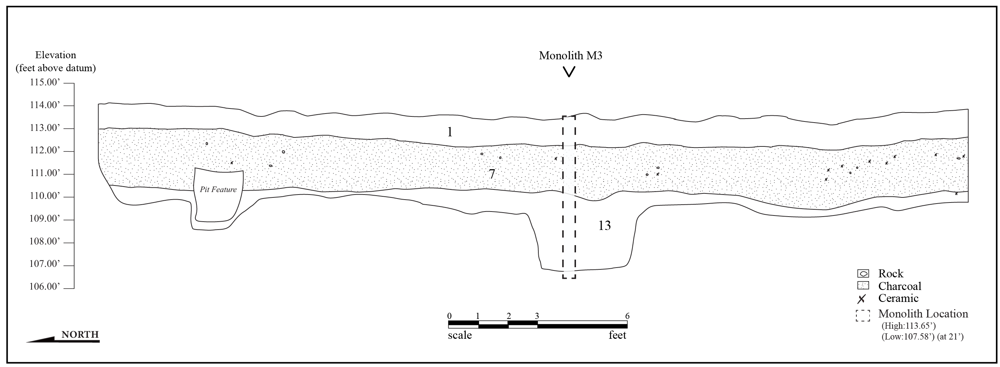 Elevation
(feet above datum)
115.00’
114.00’
113.00’
112.00’
111.00’
110.00’
109.00’
108.00’
107.00’
106.00’
Monolith M3
1
7
Pit Feature
13
0 1 2 3 6
scale feet
NORTH
Rock
Charcoal
Ceramic
Monolith Location
(High:113.65’)
(Low:107.58’) (at 21’)